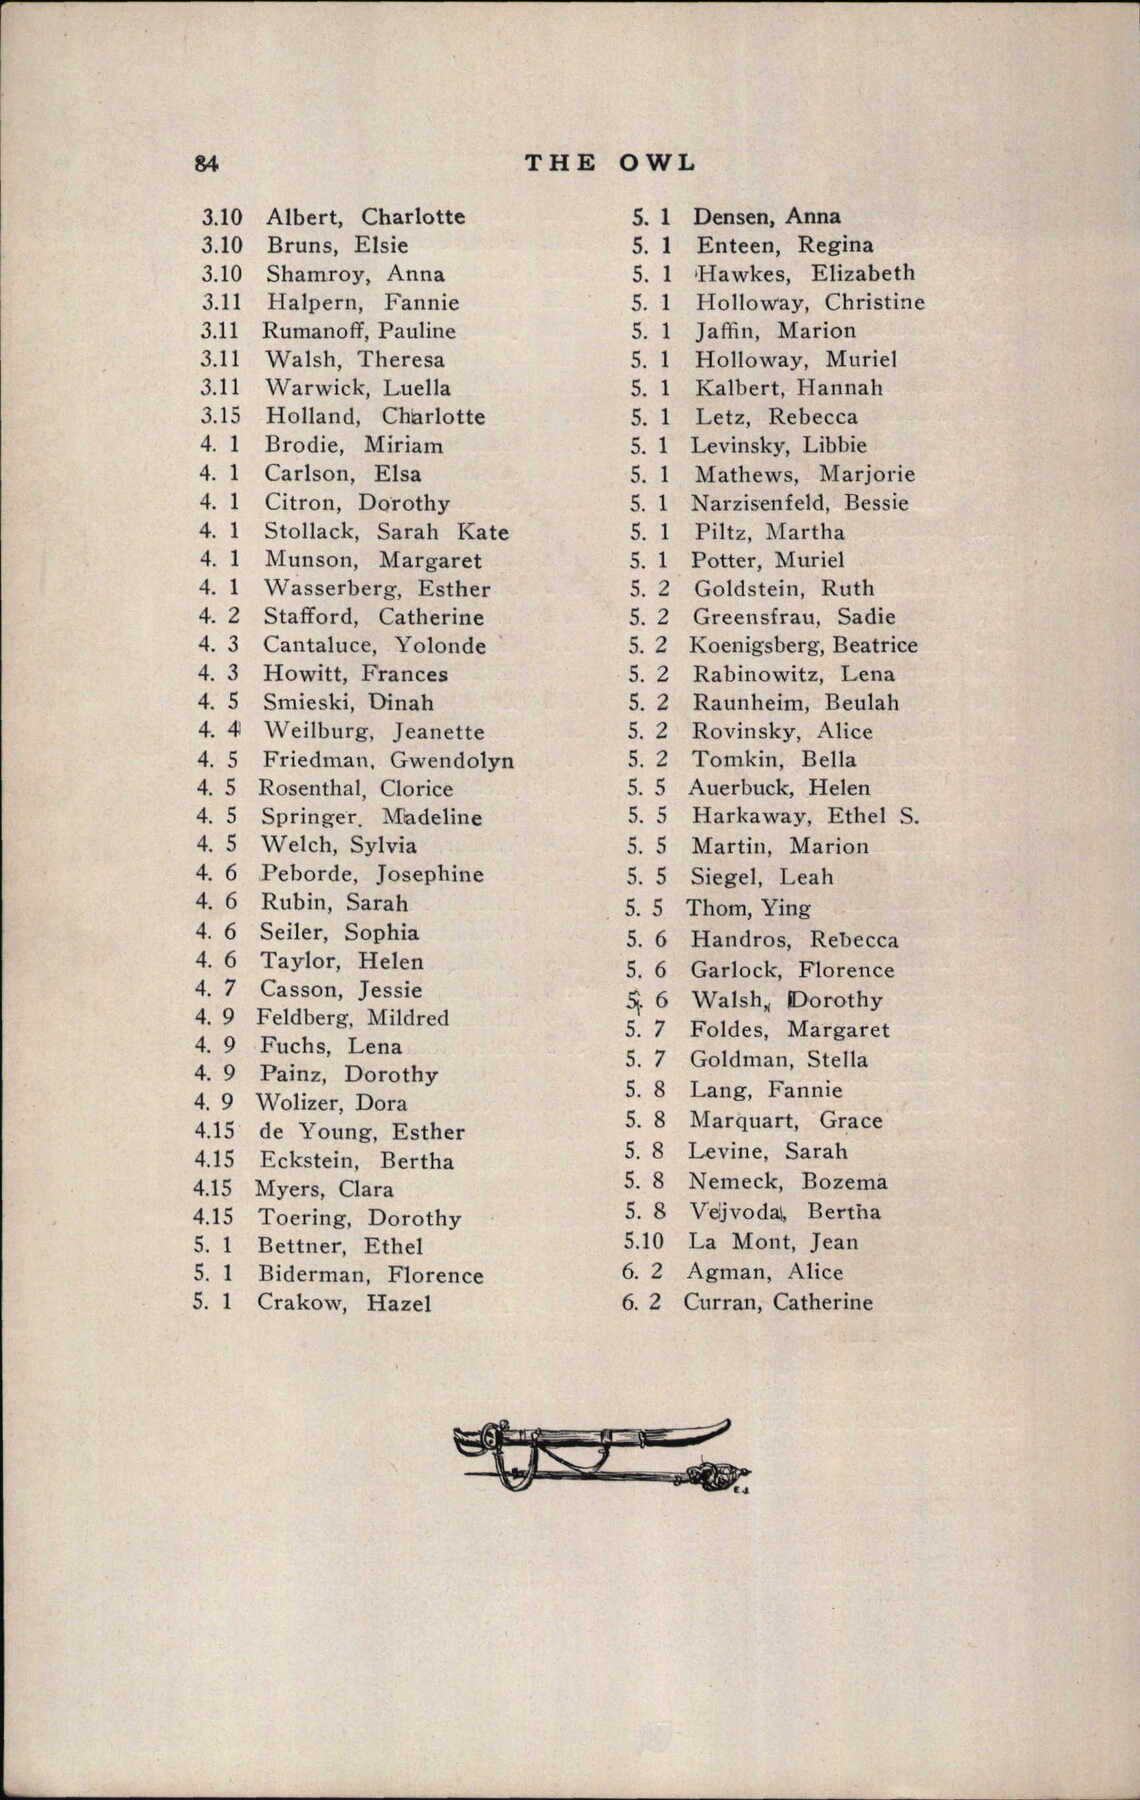 84 THE OWL
3.10 Albert, Charlotte
3.10 Bruns, Elsie
3.10 Shamroy, Anna
3.11 Halpern, Fannie
3.11 Rumanoff, Pauline
3.11 Walsh, Theresa
3.11 Warwick, Luella
3.15 Holland, Charlotte
4. 1 Brodie, Miriam
4. 1 Carlson, Elsa
4. 1 Citron, Dorothy
4. 1 Stollack, Sarah Kate
4. 1 Munson, Margaret
4. 1 Wasserberg, Esther
4. 2 Stafford, Catherine
4. 3 Cantaluce, Yolonde
4. 3 Howitt, Frances
4. 5 Smieski, Dinah
4. 4 Weilburg, Jeanette
4. 5 Friedman, Gwendolyn
4. 5 Rosenthal, Clorice
4. 5 Springer. Madeline
4. 5 Welch, Sylvia
4. 6 Peborde, Josephine
4. 6 Rubin, Sarah
4. 6 Seiler, Sophia
4. 6 Taylor, Helen
4. 7 Casson, Jessie
4. 9 Feldberg, Mildred
4. 9 Fuchs, Lena
4. 9 Painz, Dorothy
4. 9 Wolizer, Dora
4.15 de Young, Esther
4.15 Eckstein, Bertha
4.15 Myers, Clara
4.15 Toering, Dorothy
5. 1 Bettner, Ethel
5. 1 Biderman, Florence
5. 1 Crakow, Hazel
5. 1 Densen, Anna
5. 1 Enteen, Regina
5. 1 Hawkes, Elizabeth
5. 1 Holloway, Christine
5. 1 Jaffin, Marion
5. 1 Holloway, Muriel
5. 1 Kalbert, Hannah
5. 1 Letz, Rebecca
5. 1 Levinsky, Libbie
5. 1 Mathews, Marjorie
5. 1 Narzisenfeld, Bessie
5. 1 Piltz, Martha
5. 1 Potter, Muriel
5. 2 Goldstein, Ruth
5. 2 Greensfrau, Sadie
5. 2 Koenigsberg, Beatrice
5. 2 Rabinowitz, Lena
5. 2 Raunheim, Beulah
5. 2 Rovinsky, Alice
5. 2 Tomkin, Bella
5. 5 Auerbuck, Helen
5. 5 Harkaway, Ethel S.
5. 5 Martin, Marion
5. 5 Siegel, Leah
5. 5 Thom, Ying
5. 6 Handros, Rebecca
5. 6 Garlock, Florence
5. 6 Walsh, Dorothy
5. 7 Foldes, Margaret
5. 7 Goldman, Stella
5. 8 Lang, Fannie
5. 8 Marquart, Grace
5. 8 Levine, Sarah
5. 8 Nemeck, Bozema
5. 8 Vejvoda, Bertha
5.10 La Mont, Jean
6. 2 Agman, Alice
6. 2 Curran, Catherine